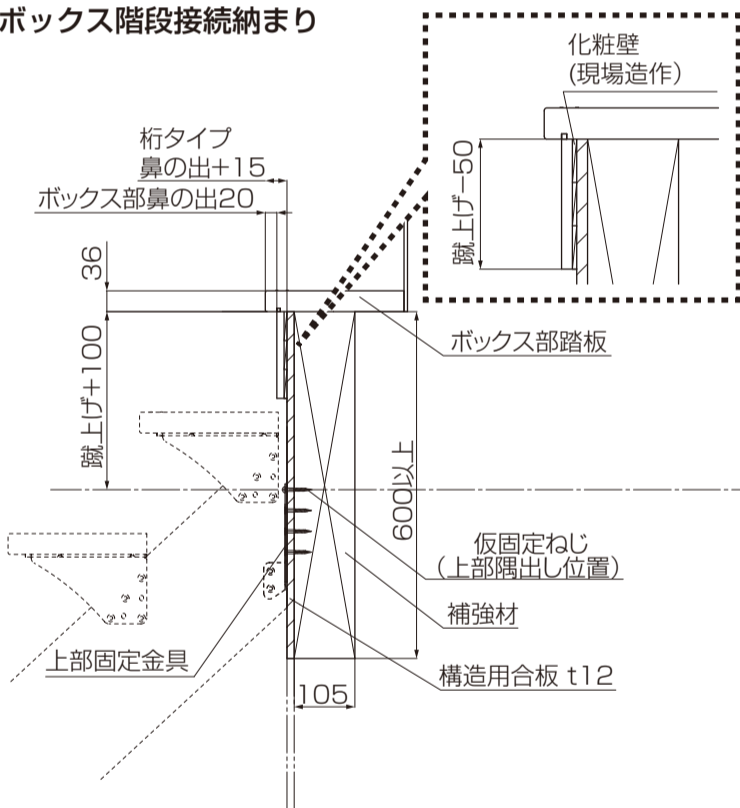 ボックス階段接続納まり
化粧壁
(現場造作)
蹴上げ−50
桁タイプ
鼻の出+15
ボックス部鼻の出20
36
蹴上げ+100
ボックス部踏板
600以上
仮固定ねじ
(上部隅出し位置)
補強材
上部固定金具
構造用合板 t12
105